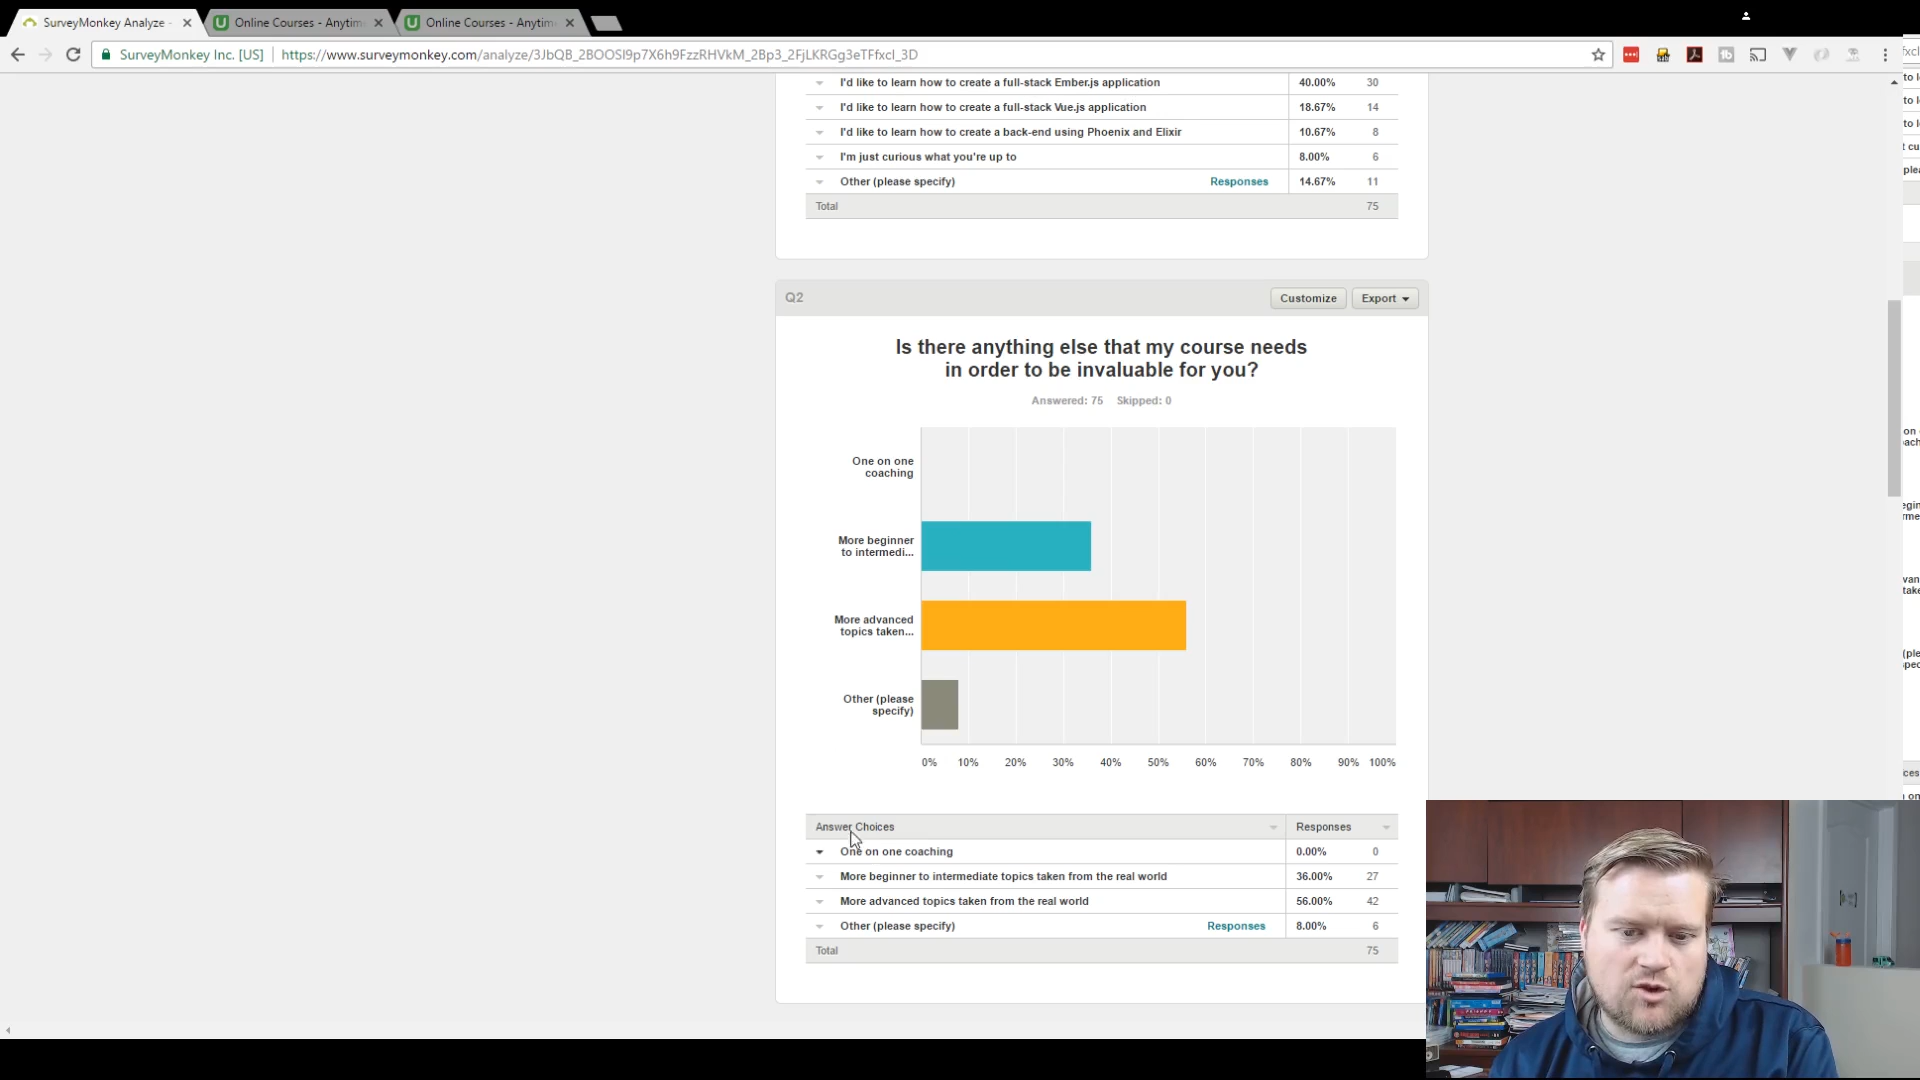 SurveyMonkey Analyze -
Online Courses - Anytim
Online Courses - Anytim
SurveyMonkey Inc. [US]
https://www.surveymonkey.com/analyze/3JbQB_2BOOSl9p7X6h9FzzRHVkM_2Bp3_2FjLKRGg3eTFfxcl_3D
I'd like to learn how to create a full-stack Ember.js application 40.00% 30
I'd like to learn how to create a full-stack Vue.js application 18.67% 14
I'd like to learn how to create a back-end using Phoenix and Elixir 10.67% 8
I'm just curious what you're up to 8.00% 6
Other (please specify) Responses 14.67% 11
Total 75
Q2 Customize Export
Is there anything else that my course needs
in order to be invaluable for you?
Answered: 75 Skipped: 0
One on one
coaching
More beginner
to intermedi...
More advanced
topics taken...
Other (please
specify)
0% 10% 20% 30% 40% 50% 60% 70% 80% 90% 100%
Answer Choices Responses
One on one coaching 0.00% 0
More beginner to intermediate topics taken from the real world 36.00% 27
More advanced topics taken from the real world 56.00% 42
Other (please specify) Responses 8.00% 6
Total 75